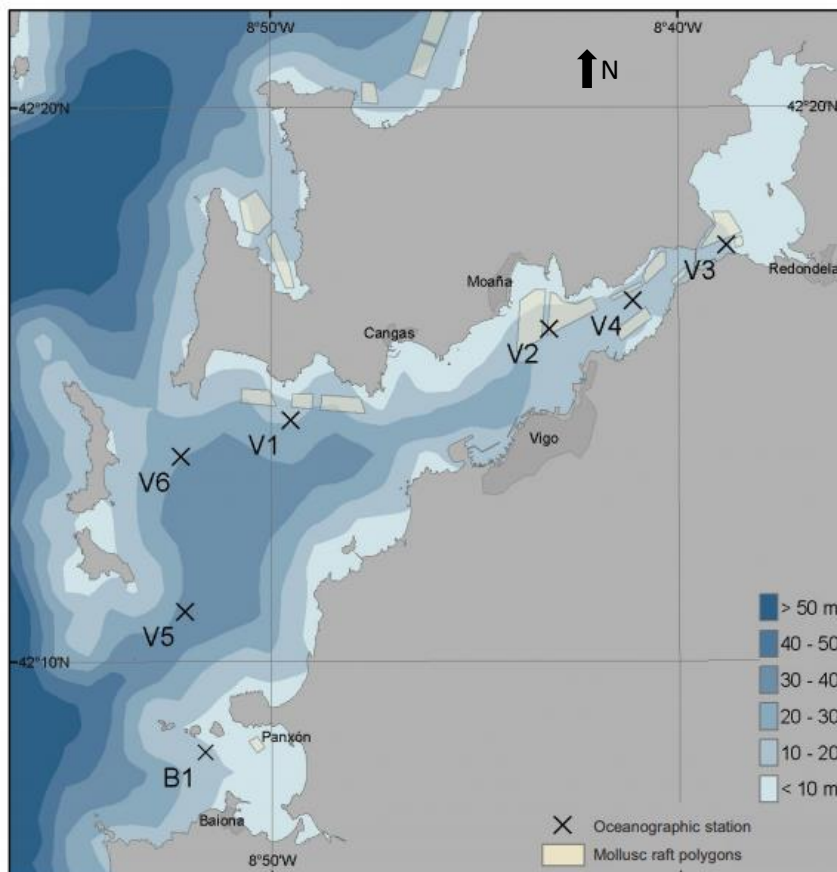 8°50'W
8°40'W
N
42°20'N
42°20'N
Redondela
V3
Moaña
V4
Cangas
V2
V1
Vigo
V6
V5
42°10'N
> 50 m
40 - 50
30 - 40
20 - 30
10 - 20
< 10 m
Panxón
B1
Baiona
Oceanographic station
Mollusc raft polygons
8°50'W